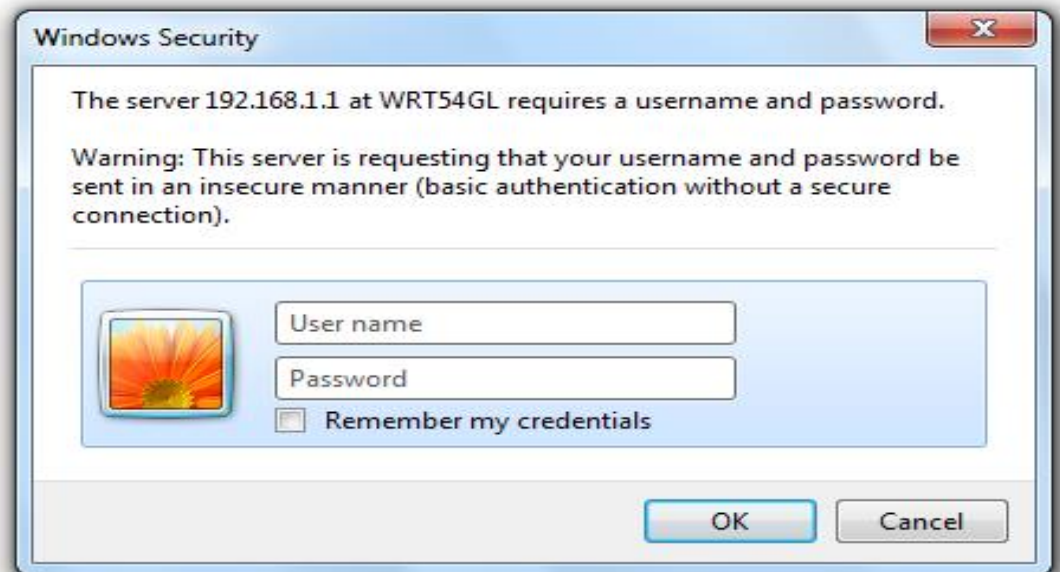 Windows Security
The server 192.168.1.1 at WRT54GL requires a username and password.
Warning: This server is requesting that your username and password be
sent in an insecure manner (basic authentication without a secure
connection).
User name
Password
Remember my credentials
OK
Cancel